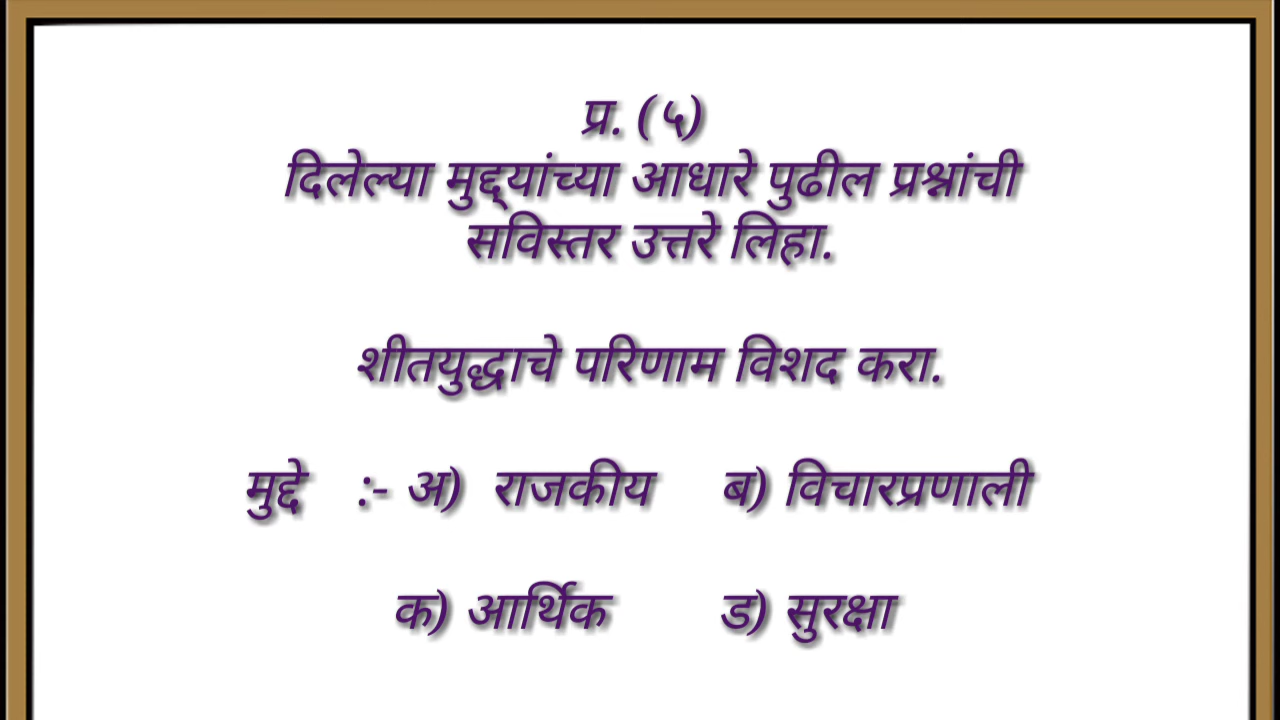 प्र. (५)
दिलेल्या मुद्द्यांच्या आधारे पुढील प्रश्नांची
सविस्तर उत्तरे लिहा.
शीतयुद्धाचे परिणाम विशद करा.
मुद्दे :- अ) राजकीय ब) विचारप्रणाली
क) आर्थिक ड) सुरक्षा